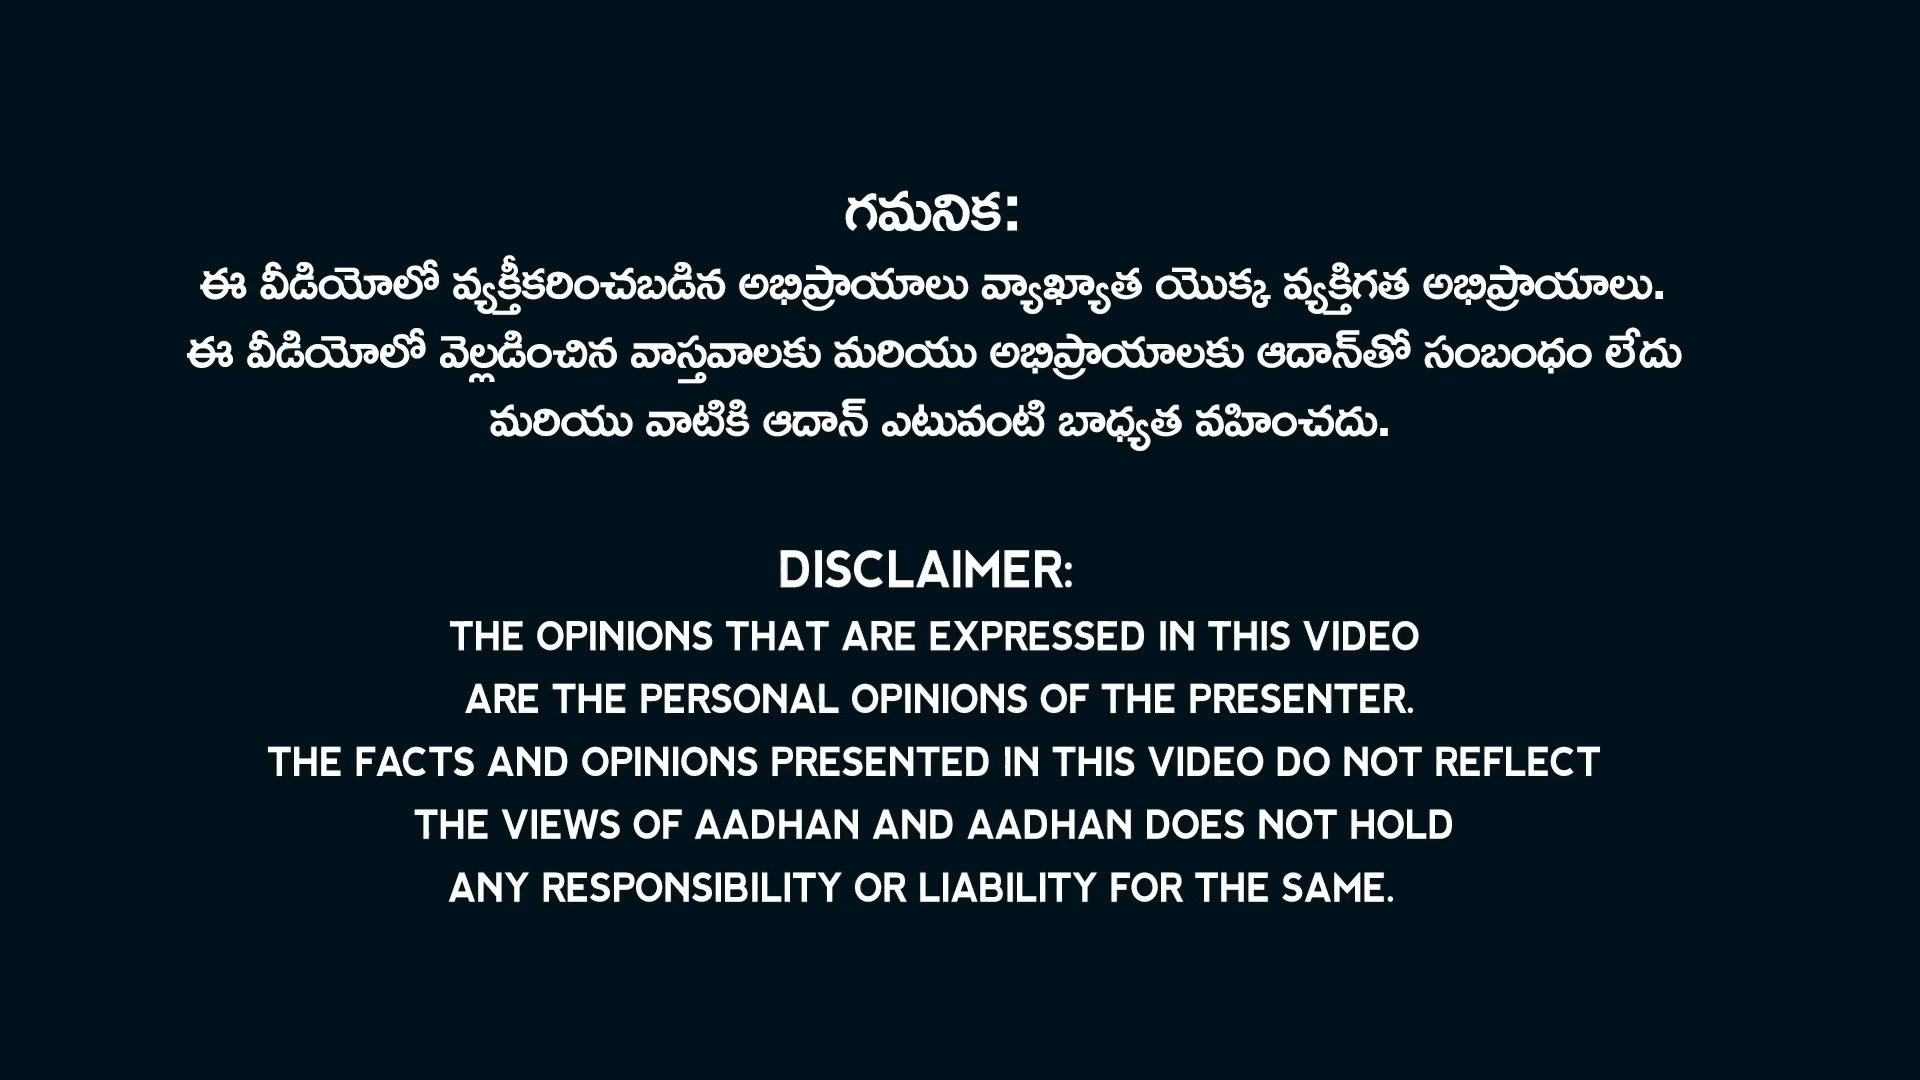 గమనిక:
ఈ వీడియోలో వ్యక్తీకరించబడిన అభిప్రాయాలు వ్యాఖ్యాత యొక్క వ్యక్తిగత అభిప్రాయాలు.
ఈ వీడియోలో వెల్లడించిన వాస్తవాలకు మరియు అభిప్రాయాలకు ఆదాన్‌తో సంబంధం లేదు
మరియు వాటికి ఆదాన్ ఎటువంటి బాధ్యత వహించదు.
DISCLAIMER:
THE OPINIONS THAT ARE EXPRESSED IN THIS VIDEO
ARE THE PERSONAL OPINIONS OF THE PRESENTER.
THE FACTS AND OPINIONS PRESENTED IN THIS VIDEO DO NOT REFLECT
THE VIEWS OF AADHAN AND AADHAN DOES NOT HOLD
ANY RESPONSIBILITY OR LIABILITY FOR THE SAME.